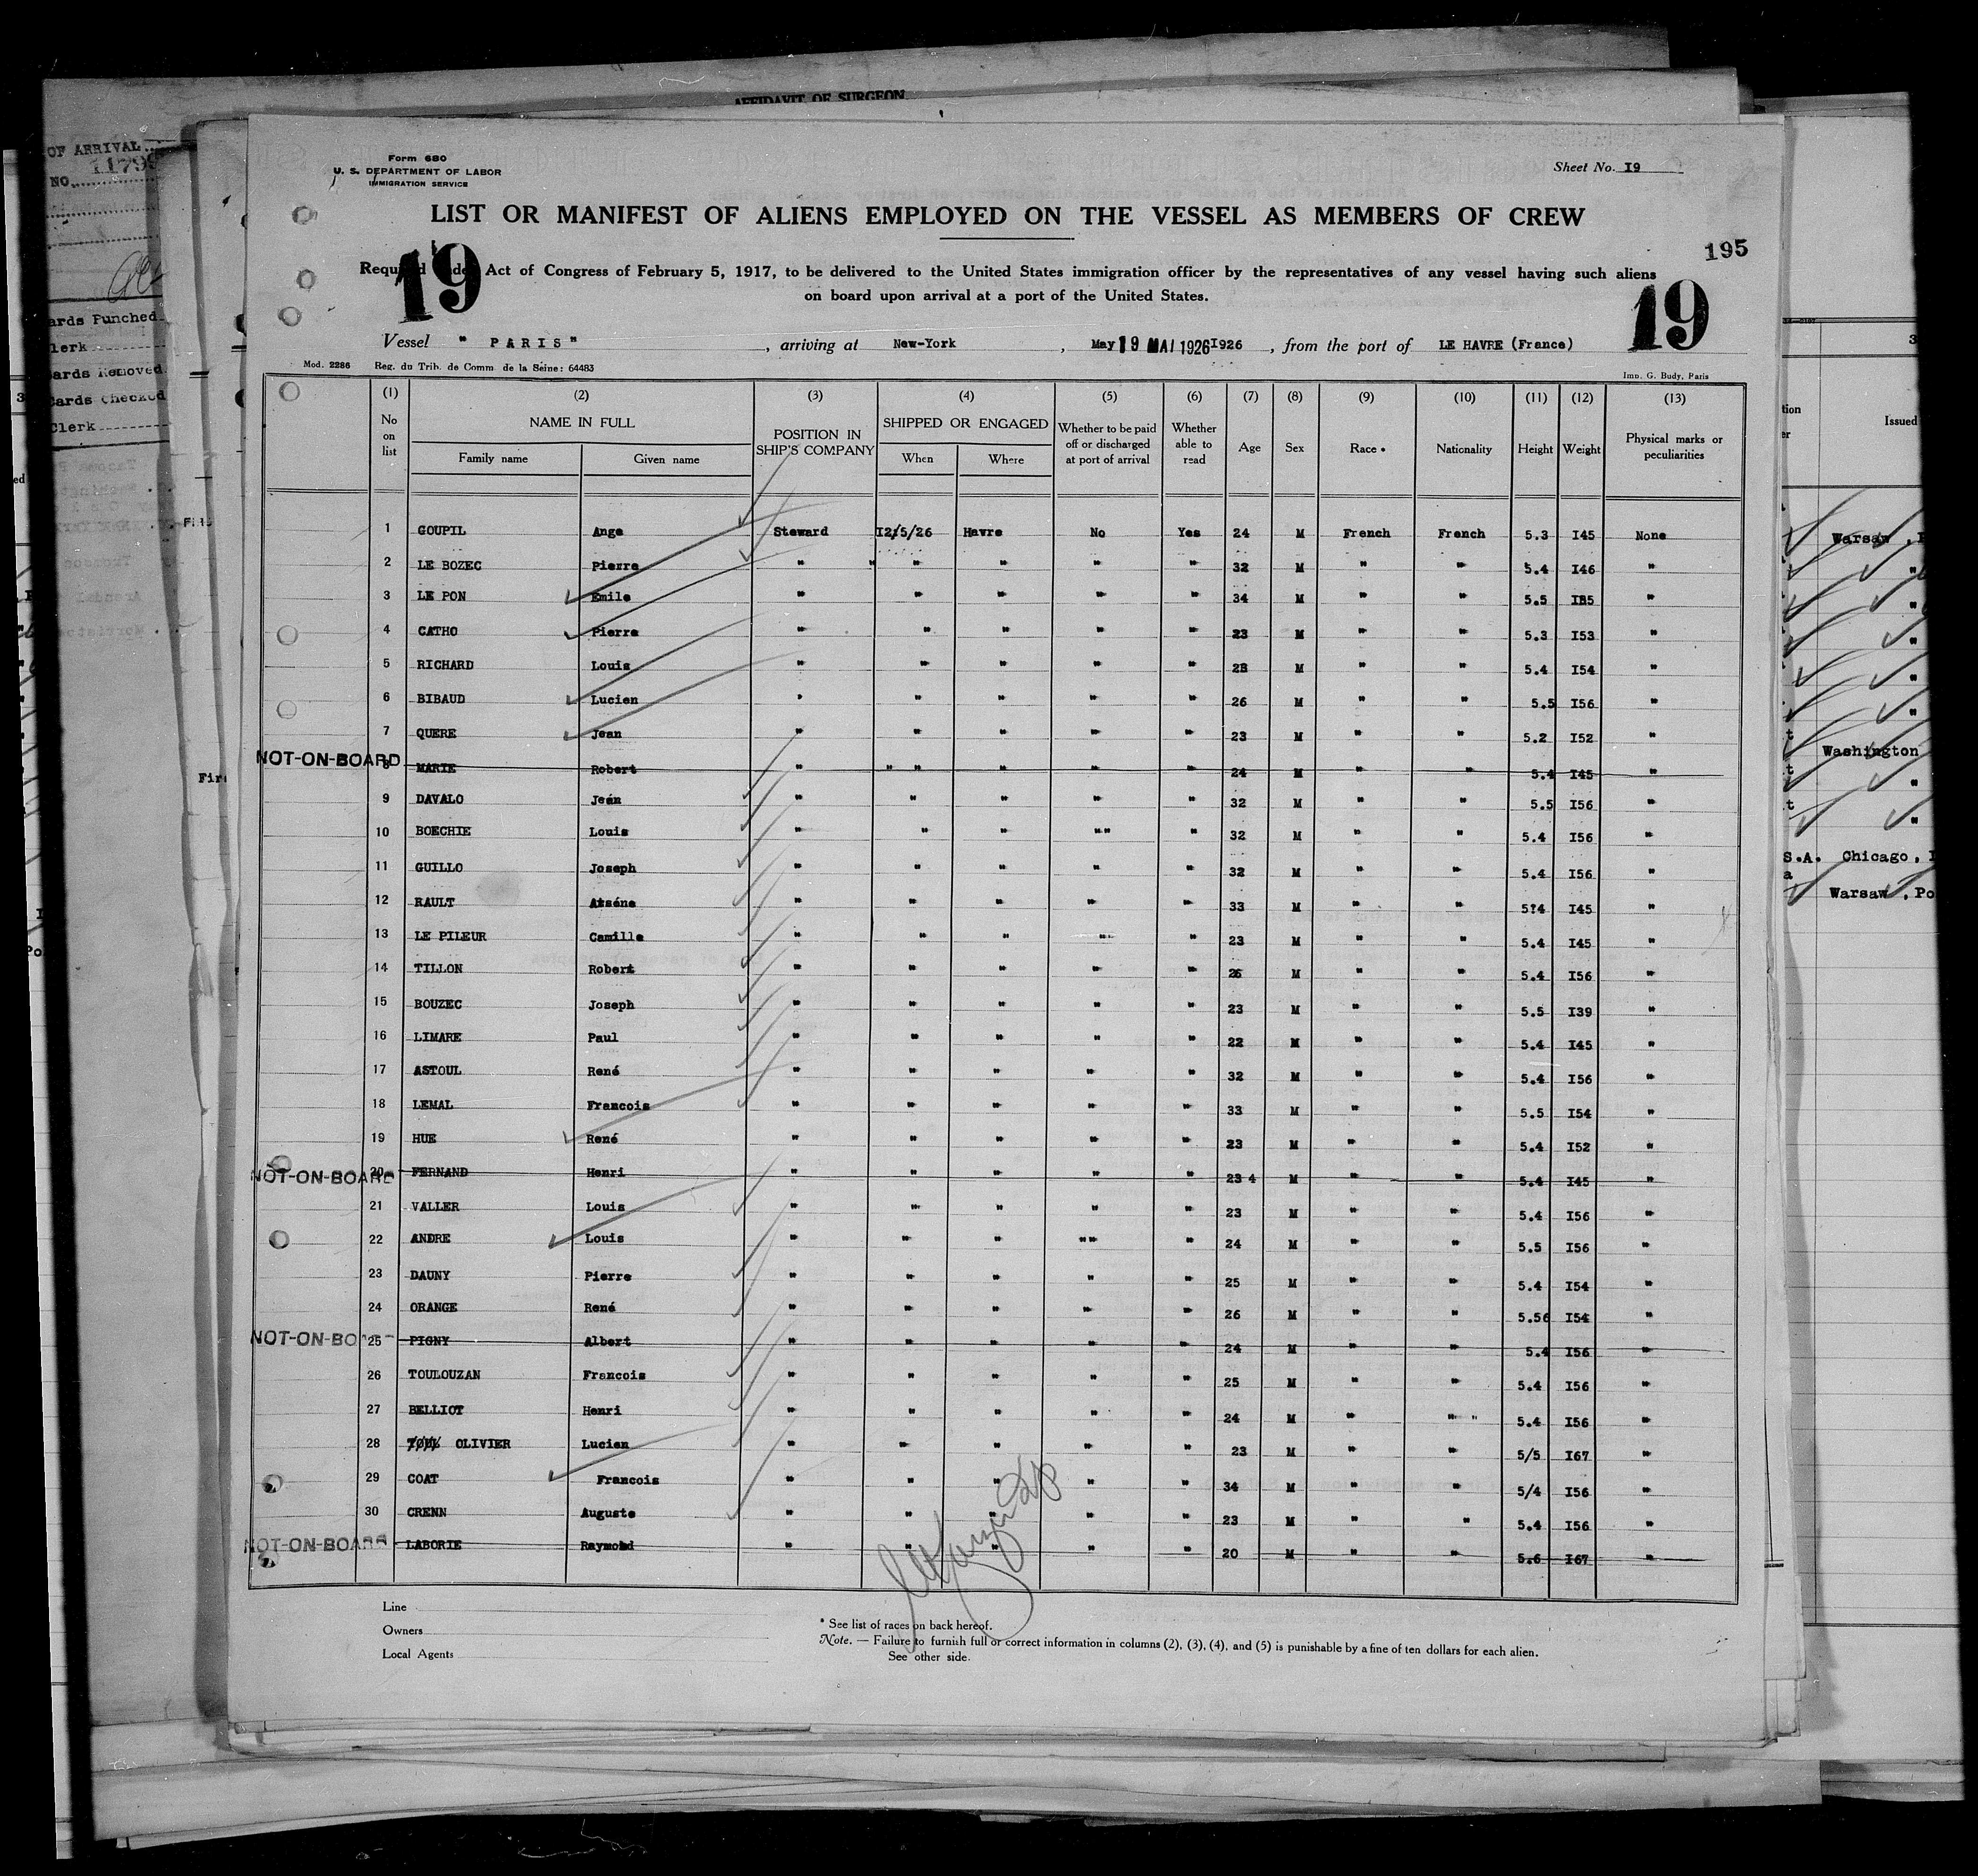 AFFIDAVIT OF SURGEON
OF ARRIVAL
NO. 11799
ards Punched
lerk
ards Removed
Cards Checked
Clerk
Form 680
U. S. DEPARTMENT OF LABOR
IMMIGRATION SERVICE
Sheet No. I9
LIST OR MANIFEST OF ALIENS EMPLOYED ON THE VESSEL AS MEMBERS OF CREW
195
19
19
Required under Act of Congress of February 5, 1917, to be delivered to the United States immigration officer by the representatives of any vessel having such aliens
on board upon arrival at a port of the United States.
Vessel " PARIS" , arriving at New-York , May 19 MAI 1926 I926 , from the port of LE HAVRE (France)
Mod. 2286 Reg. du Trib. de Comm de la Seine: 64483
Imp. G. Budy, Paris
(1) (2) (3) (4) (5) (6) (7) (8) (9) (10) (11) (12) (13)
No on list NAME IN FULL Family name Given name POSITION IN SHIP'S COMPANY SHIPPED OR ENGAGED When Where Whether to be paid off or discharged at port of arrival Whether able to read Age Sex Race * Nationality Height Weight Physical marks or peculiarities
1 GOUPIL Ange Steward I2/5/26 Havre No Yes 24 M French French 5.3 I45 None
2 LE BOZEC Pierre " " " " " " 32 M " " 5.4 I46 "
3 LE PON Emile " " " " " 34 M " " 5.5 I35 "
4 CATHO Pierre " " " " " 23 M " " 5.3 I53 "
5 RICHARD Louis " " " " " 28 M " " 5.4 I54 "
6 BIBAUD Lucien " " " " " 26 M " " 5.5 I56 "
7 QUERE Jean " " " " " 23 M " " 5.2 I52 "
NOT-ON-BOARD 8 MARIE Robert " " " " " " 24 M " " 5.4 I45 "
9 DAVALO Jean " " " " " 32 M " " 5.5 I56 "
10 BOECHIE Louis " " " "" " 32 M " " 5.4 I56 "
11 GUILLO Joseph " " " " " 32 M " " 5.4 I56 "
12 RAULT Arséne " " " " " 33 M " " 5:4 I45 "
13 LE PILEUR Camille " " " "" " 23 M " " 5.4 I45 "
14 TILLON Robert " " " " " 26 M " " 5.4 I56 "
15 BOUZEC Joseph " " " " " 23 M " " 5.5 I39 "
16 LIMARE Paul " " " " " 22 M " " 5.4 I45 "
17 ASTOUL René " " " " " 32 M " " 5.4 I56 "
18 LEMAL Francois " " " " " 33 M " " 5.5 I54 "
19 HUE René " " " " " 23 M " " 5.4 I52 "
NOT-ON-BOARD 20 FERNAND Henri " " " " " 23 4 M " " 5.4 I45 "
21 VALLER Louis " " " " " 23 M " " 5.4 I56 "
22 ANDRE Louis " " " "" " 24 M " " 5.5 I56 "
23 DAUNY Pierre " " " " " 25 M " " 5.4 I54 "
24 ORANGE René " " " " " 26 M " " 5.56 I54 "
NOT-ON-BOARD 25 PIGNY Albert " " " " " 24 M " " 5.4 I56 "
26 TOULOUZAN Francois " " " " " 25 M " " 5.4 I56 "
27 BELLIOT Henri " " " " " 24 M " " " 5.4 I56 "
28 OLIVIER Lucien " " " " " 23 M " " 5/5 I67 "
29 COAT Francois " " " " " 34 M " " 5/4 I56 "
30 CRENN Auguste " " " " " 23 M " " 5.4 I56 "
NOT-ON-BOARD LABORIE Raymond " " " " " 20 M " " 5.6 I67 "
Line
Owners
Local Agents
* See list of races on back hereof.
Note. — Failure to furnish full or correct information in columns (2), (3), (4), and (5) is punishable by a fine of ten dollars for each alien.
See other side.
Issued
Warsaw
Washington
S.A. Chicago, I
Warsaw , Po